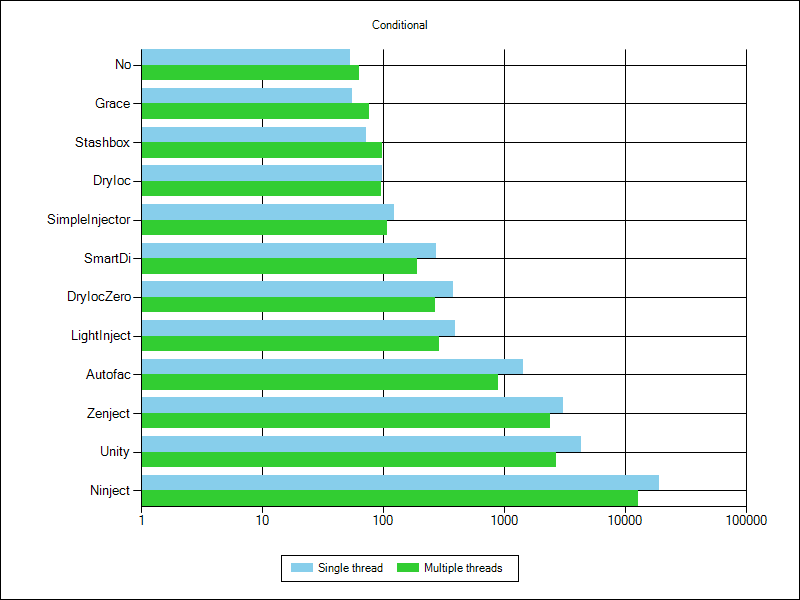 Conditional
No
Grace
Stashbox
DryIoc
SimpleInjector
SmartDi
DryIocZero
LightInject
Autofac
Zenject
Unity
Ninject
1 10 100 1000 10000 100000
Single thread Multiple threads